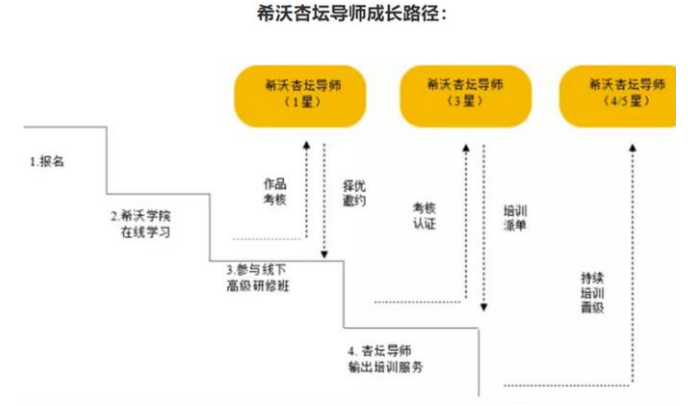 希沃杏坛导师成长路径：
希沃杏坛导师
（1星）
希沃杏坛导师
（3星）
希沃杏坛导师
（4/5星）
1.报名
作品
考核
择优
邀约
考核
认证
培训
派单
2.希沃学院
在线学习
3.参与线下
高级研修班
持续
培训
晋级
4. 杏坛导师
输出培训服务